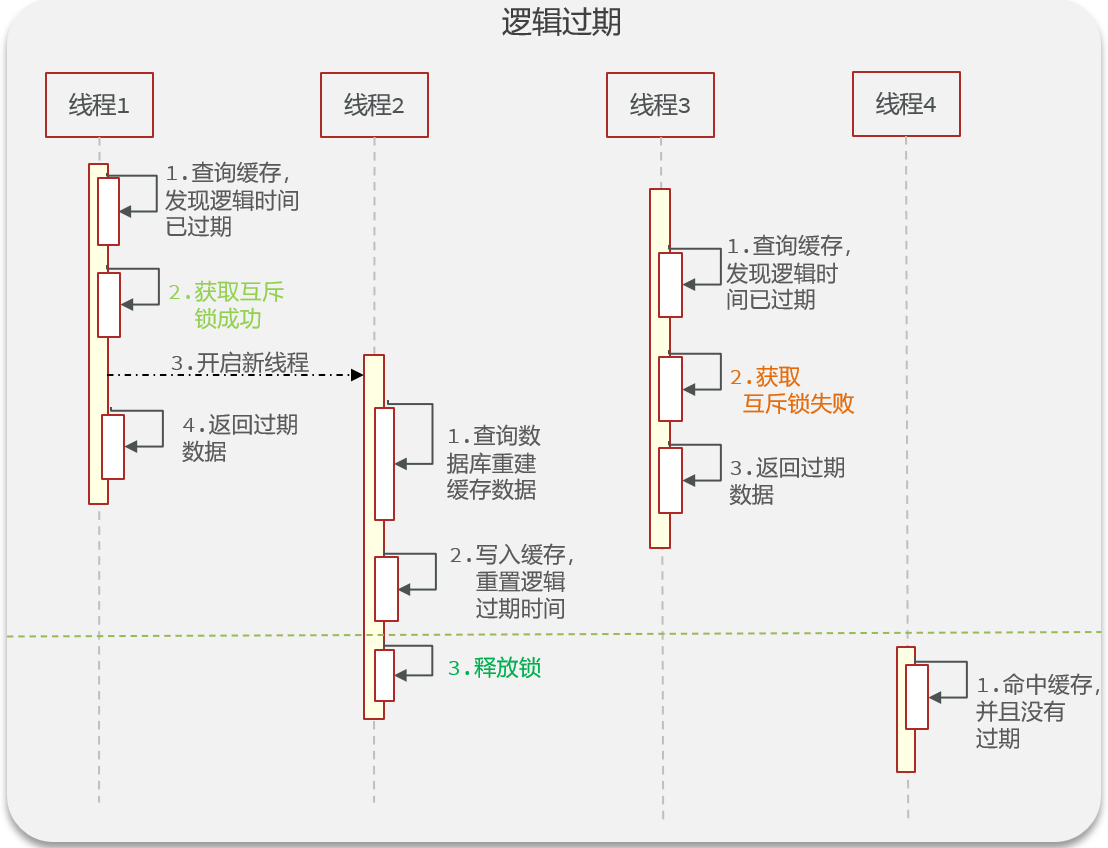 逻辑过期
线程1
线程2
线程3
线程4
1.查询缓存,
发现逻辑时间
已过期
2.获取互斥
锁成功
3.开启新线程
4.返回过期
数据
1.查询数
据库重建
缓存数据
2.写入缓存,
重置逻辑
过期时间
3.释放锁
1.查询缓存,
发现逻辑时
间已过期
2.获取
互斥锁失败
3.返回过期
数据
1.命中缓存,
并且没有
过期